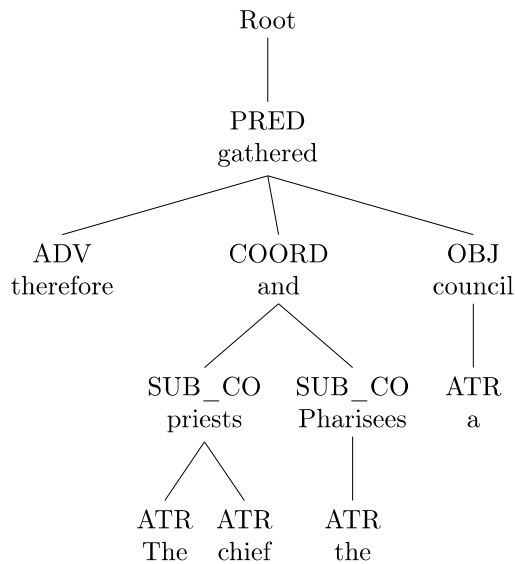 Root
PRED
gathered
ADV COORD OBJ
therefore and council
SUB_CO SUB_CO ATR
priests Pharisees a
ATR ATR ATR
The chief the